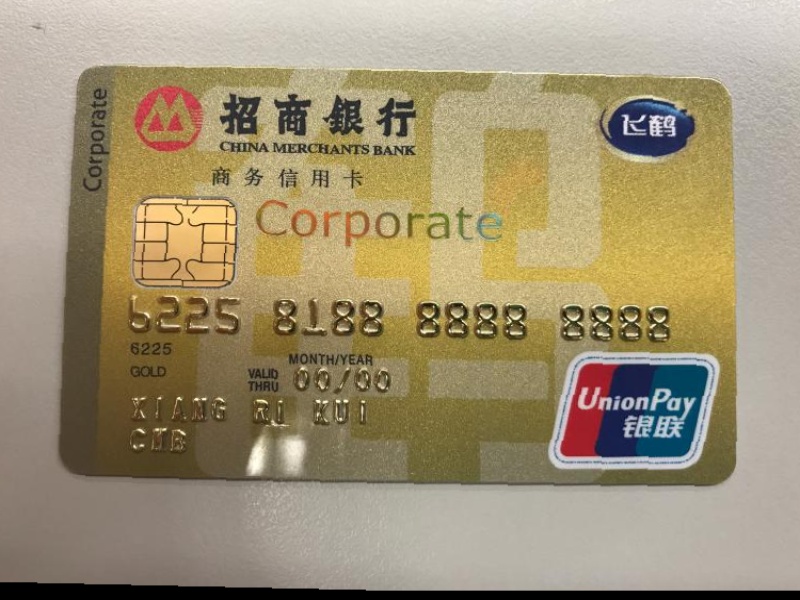 Corporate
招商銀行
CHINA MERCHANTS BANK
飞鹤
商务信用卡
Corporate
6225 8188 8888 8888
6225
MONTH/YEAR
GOLD
VALID THRU 00/00
XIANG RI KUI
CMB
UnionPay
银联